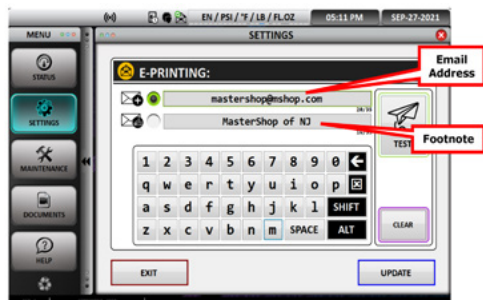 EN / PSI / °F / LB / FL.OZ
05:11 PM
SEP-27-2021
MENU
SETTINGS
STATUS
SETTINGS
MAINTENANCE
DOCUMENTS
HELP
E-PRINTING:
mastershop@mshop.com
MasterShop of NJ
Email
Address
Footnote
TEST
1 2 3 4 5 6 7 8 9 0
q w e r t y u i o p
a s d f g h j k l SHIFT
z x c v b n m SPACE ALT
CLEAR
EXIT
UPDATE